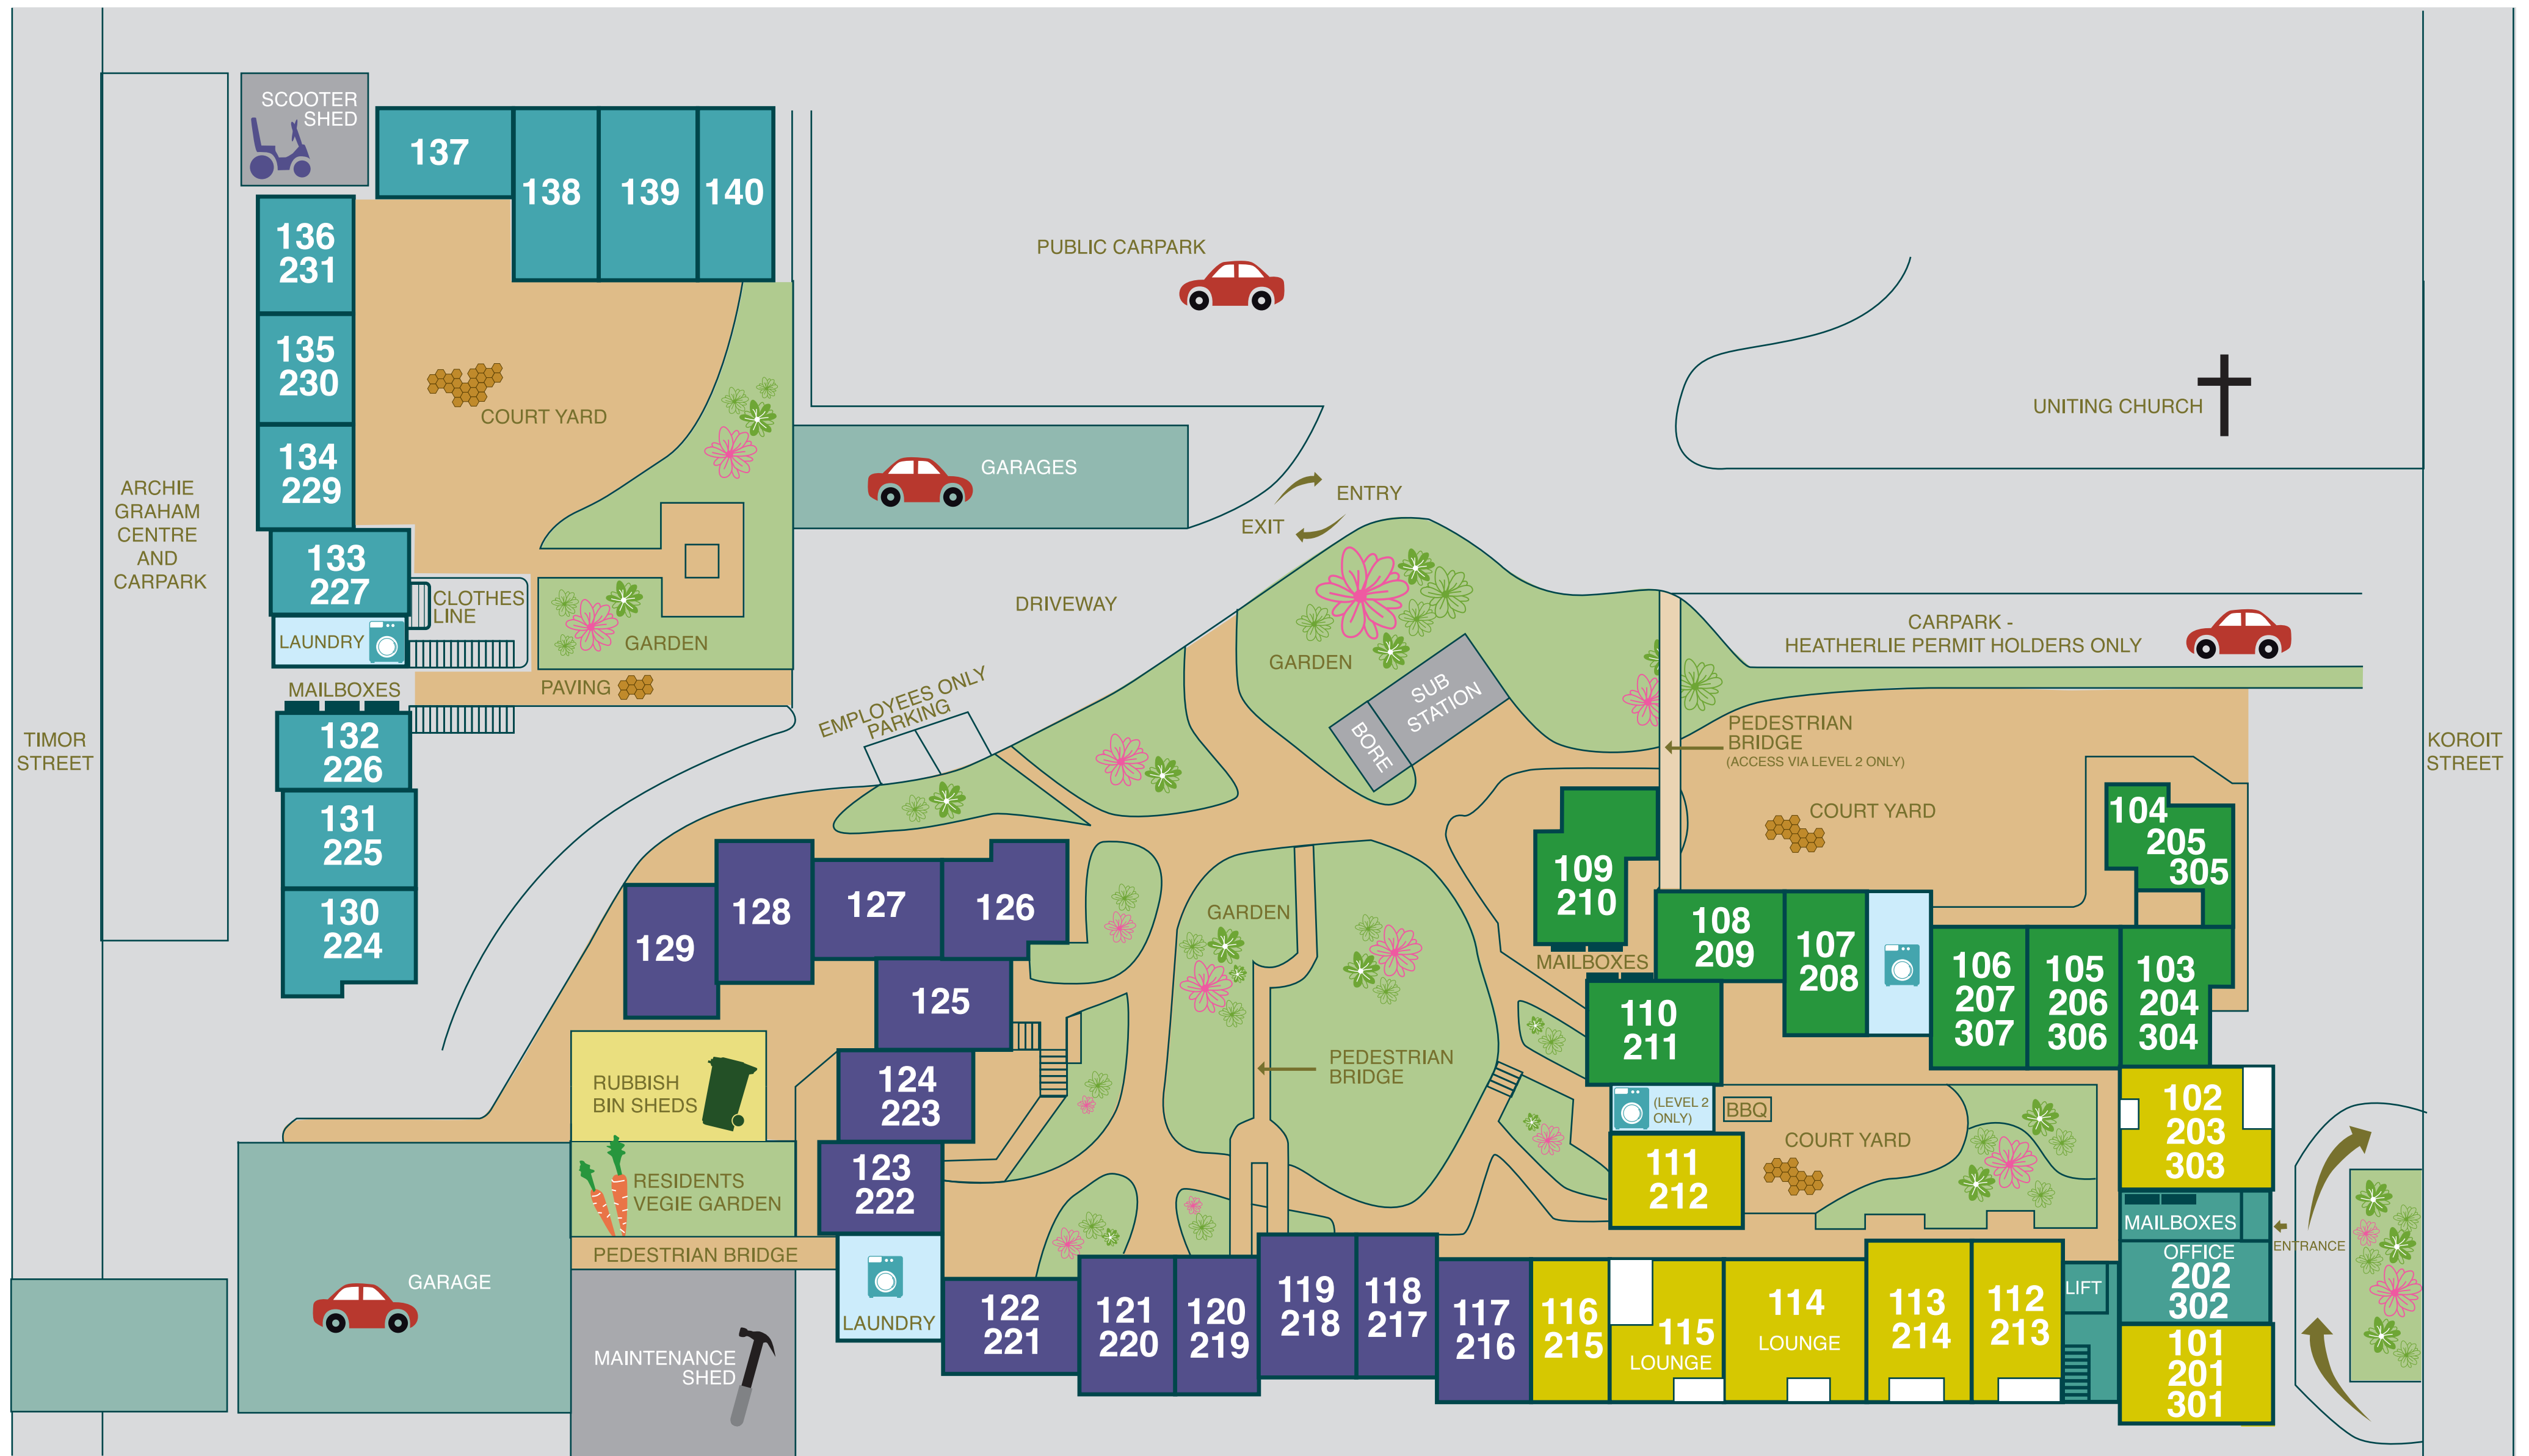 SCOOTER
SHED
137
138
139
140
136
231
135
230
134
229
133
227
LAUNDRY
CLOTHES
LINE
MAILBOXES
132
226
131
225
130
224
TIMOR
STREET
ARCHIE
GRAHAM
CENTRE
AND
CARPARK
COURT YARD
GARDEN
PAVING
PUBLIC CARPARK
GARAGES
ENTRY
EXIT
DRIVEWAY
EMPLOYEES ONLY
PARKING
UNITING CHURCH
CARPARK -
HEATHERLIE PERMIT HOLDERS ONLY
KOROIT
STREET
GARDEN
SUB
STATION
BORE
PEDESTRIAN
BRIDGE
(ACCESS VIA LEVEL 2 ONLY)
COURT YARD
104
205
305
109
210
MAILBOXES
108
209
107
208
106
207
307
105
206
306
103
204
304
110
211
(LEVEL 2
ONLY)
BBQ
COURT YARD
111
212
102
203
303
MAILBOXES
ENTRANCE
OFFICE
202
302
LIFT
101
201
301
129
128
127
126
125
124
223
123
222
GARDEN
PEDESTRIAN
BRIDGE
RUBBISH
BIN SHEDS
RESIDENTS
VEGIE GARDEN
PEDESTRIAN BRIDGE
GARAGE
MAINTENANCE
SHED
LAUNDRY
122
221
121
220
120
219
119
218
118
217
117
216
116
215
115
LOUNGE
114
LOUNGE
113
214
112
213